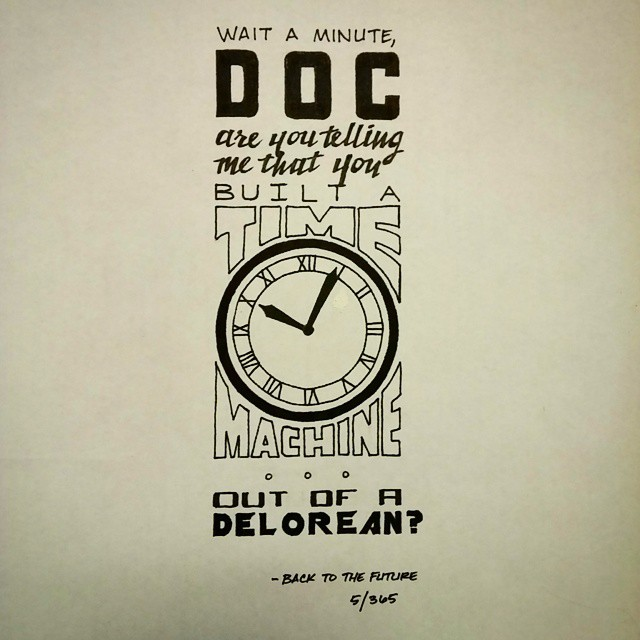 WAIT A MINUTE,
DOC
are you telling
me that you
BUILT A
TIME
XII
MACHINE
OUT OF A
DELOREAN?
- BACK TO THE FUTURE
5/365